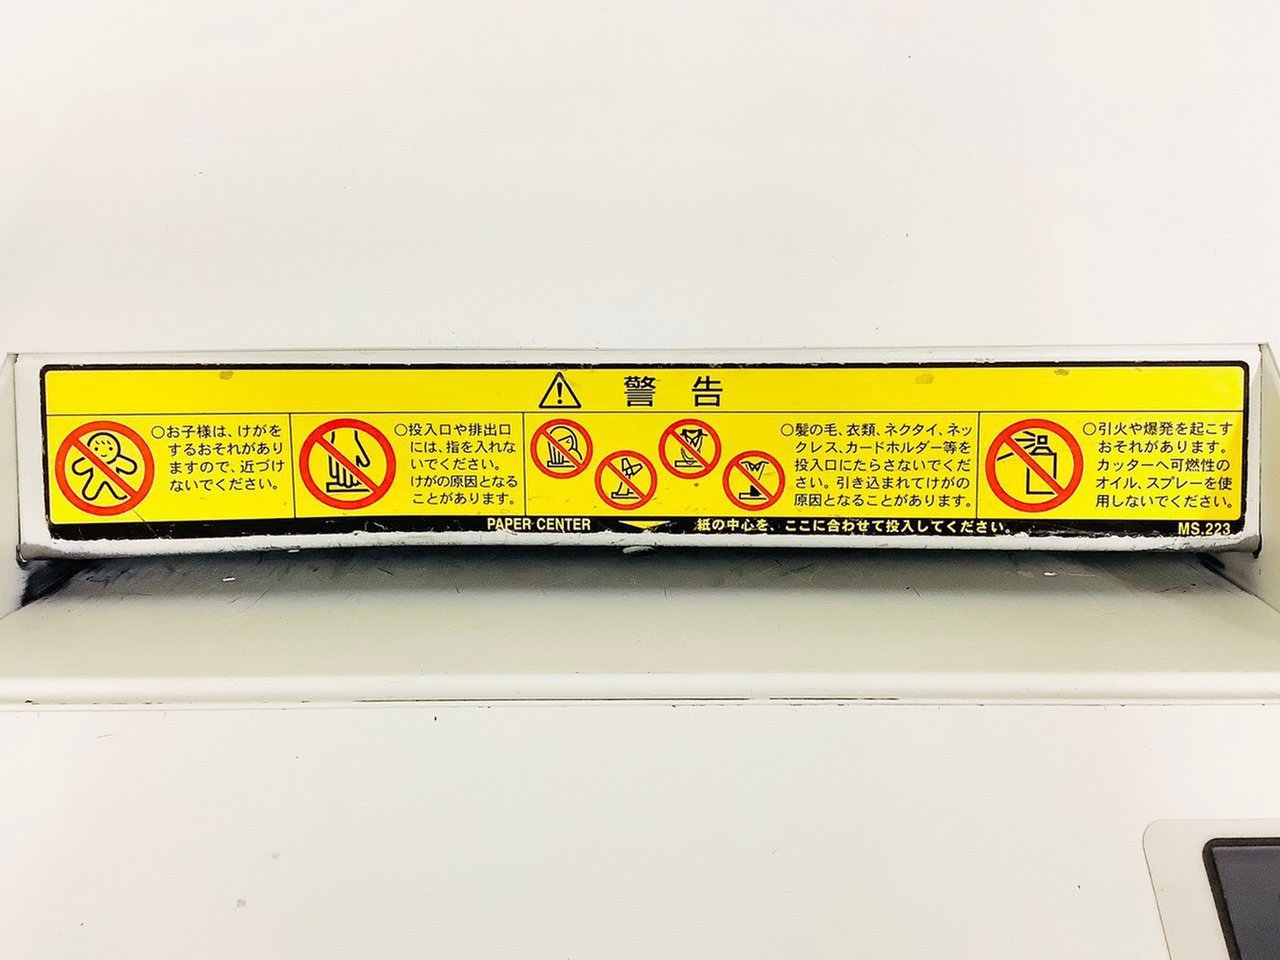 警告
○お子様は、けがを
するおそれがあり
ますので、近づけ
ないでください。
○投入口や排出口
には、指を入れな
いでください。
けがの原因となる
ことがあります。
○髪の毛、衣類、ネクタイ、ネッ
クレス、カードホルダー等を
投入口にたらさないでくだ
さい。引き込まれてけがの
原因となることがあります。
○引火や爆発を起こす
おそれがあります。
カッターへ可燃性の
オイル、スプレーを使
用しないでください。
PAPER CENTER
紙の中心を、ここに合わせて投入してください。
MS.223